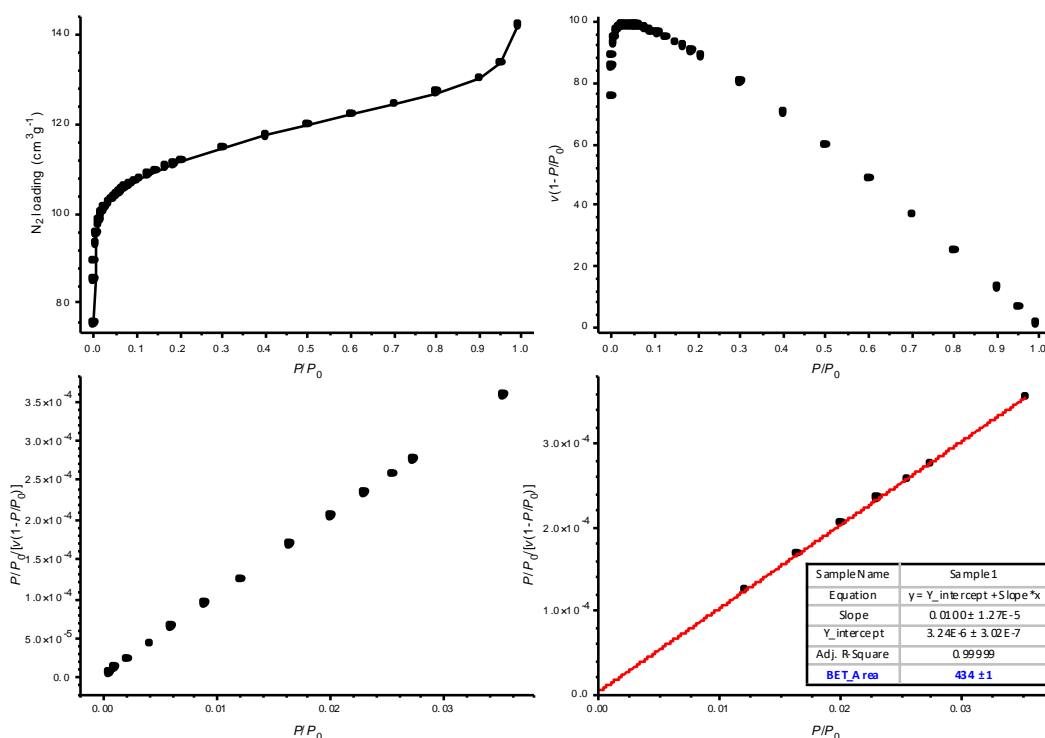 140
120
100
80
N₂ loading (cm³g⁻¹)
0.0 0.1 0.2 0.3 0.4 0.5 0.6 0.7 0.8 0.9 1.0
P/P₀
100
80
60
40
20
0
v(1-P/P₀)
0.0 0.1 0.2 0.3 0.4 0.5 0.6 0.7 0.8 0.9 1.0
P/P₀
3.5×10⁻⁴
3.0×10⁻⁴
2.5×10⁻⁴
2.0×10⁻⁴
1.5×10⁻⁴
1.0×10⁻⁴
5.0×10⁻⁵
0.0
P/P₀/[v(1-P/P₀)]
0.00 0.01 0.02 0.03
P/P₀
3.0×10⁻⁴
2.0×10⁻⁴
1.0×10⁻⁴
0.0
P/P₀/[v(1-P/P₀)]
0.00 0.01 0.02 0.03
P/P₀
Sample Name Sample 1
Equation y = Y_intercept + Slope*x
Slope 0.0100 ± 1.27E-5
Y_intercept 3.24E-6 ± 3.02E-7
Adj. R-Square 0.99999
BET_Area 434 ± 1